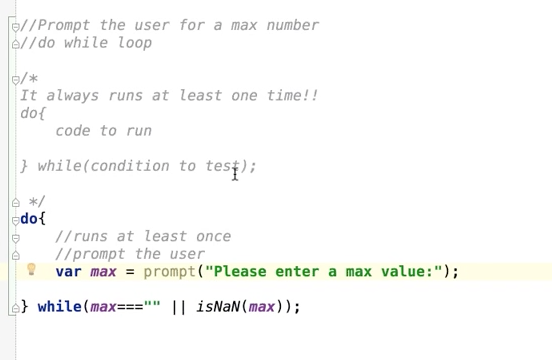 //Prompt the user for a max number
//do while loop
/*
It always runs at least one time!!
do{
code to run
} while(condition to test);
*/
do{
//runs at least once
//prompt the user
var max = prompt("Please enter a max value:");
} while(max==="" || isNaN(max));